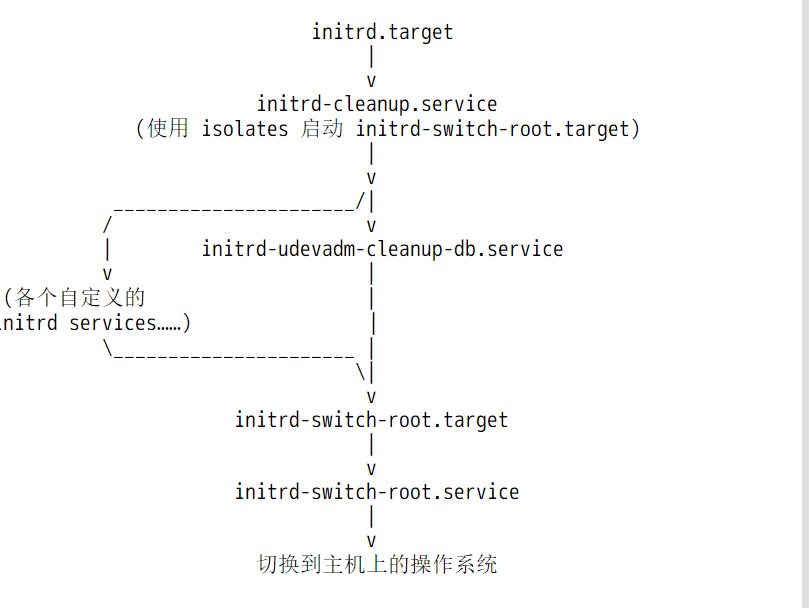 initrd.target
|
v
initrd-cleanup.service
(使用 isolates 启动 initrd-switch-root.target)
|
v
______________________/|
/ v
| initrd-udevadm-cleanup-db.service
v |
(各个自定义的 |
nitrd services……) |
\______________________ |
\|
v
initrd-switch-root.target
|
v
initrd-switch-root.service
|
v
切换到主机上的操作系统